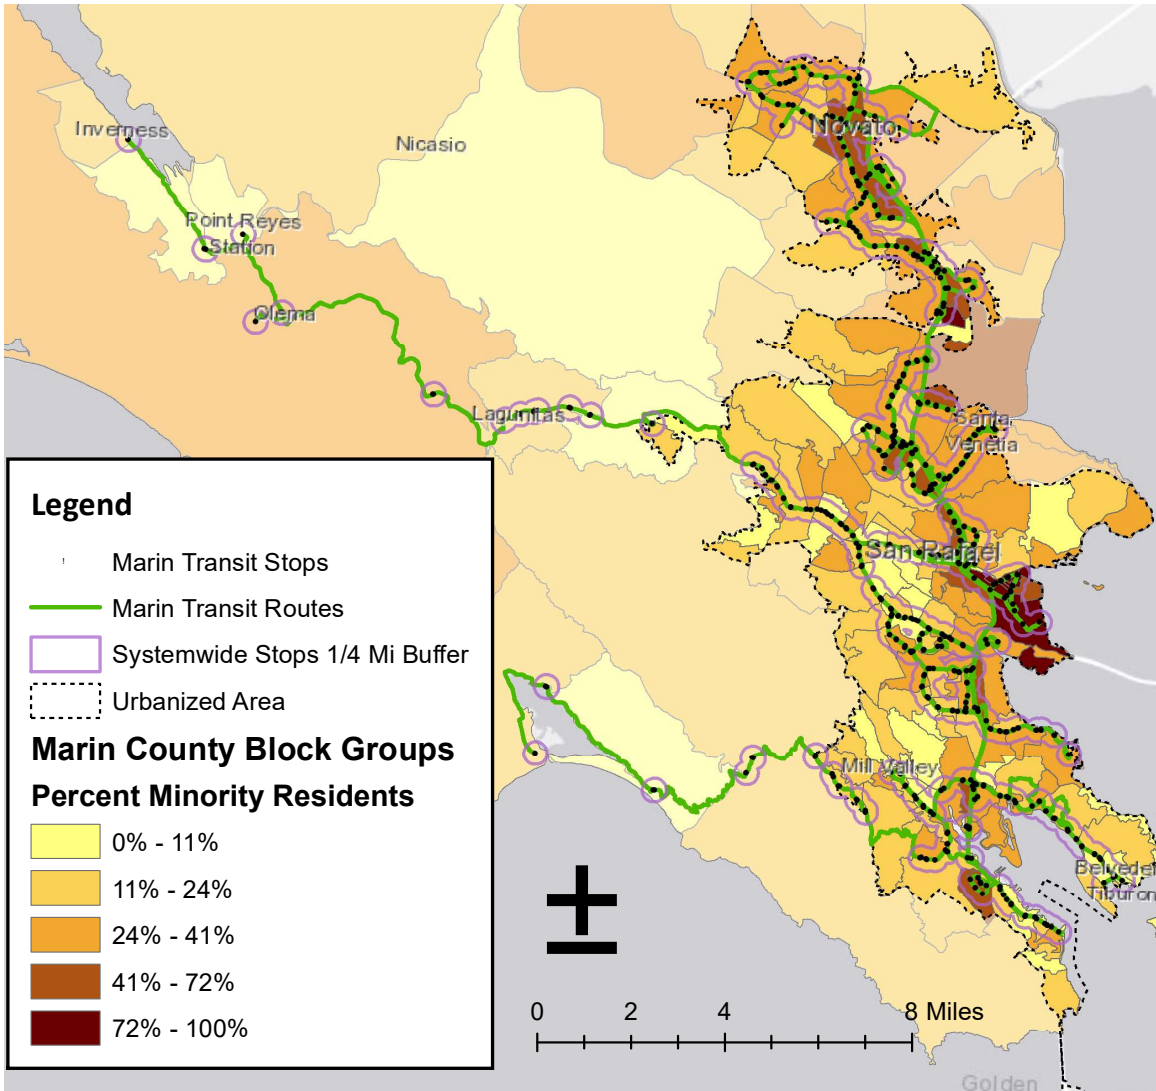 Inverness
Nicasio
Novato
Point Reyes
Station
Olema
Lagunitas
Santa
Venetia
San Rafael
Mill Valley
Belveder
Tiburon
Golden
Legend
Marin Transit Stops
Marin Transit Routes
Systemwide Stops 1/4 Mi Buffer
Urbanized Area
Marin County Block Groups
Percent Minority Residents
0% - 11%
11% - 24%
24% - 41%
41% - 72%
72% - 100%
0 2 4 8 Miles